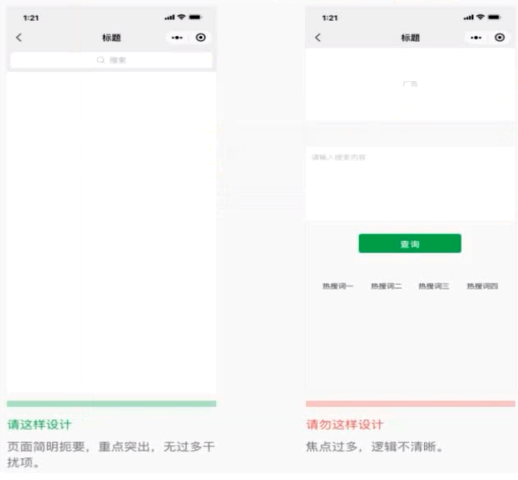 1:21
标题
搜索
请这样设计
页面简明扼要，重点突出，无过多干
扰项。
1:21
标题
广告
请输入搜索内容
查询
热搜词一 热搜词二 热搜词三 热搜词四
请勿这样设计
焦点过多，逻辑不清晰。